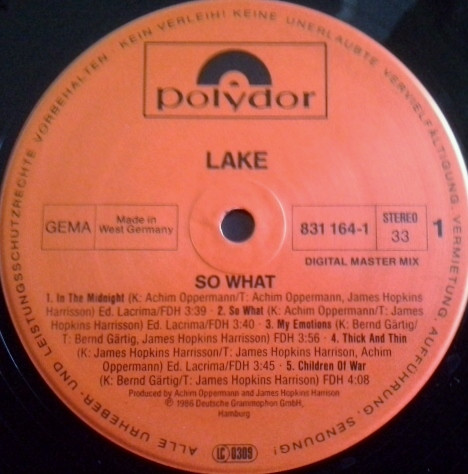 KEIN VERLEIH! KEINE UNERLAUBTE VERVIELFÄLTIGUNG, VERMIETUNG, AUFFÜHRUNG, SENDUNG!
ALLE URHEBER- UND LEISTUNGSSCHUTZRECHTE VORBEHALTEN ·
polydor
LAKE
GEMA
Made in
West Germany
831 164-1
STEREO
33
1
DIGITAL MASTER MIX
SO WHAT
1. In The Midnight (K: Achim Oppermann/T: Achim Oppermann, James Hopkins
Harrisson) Ed. Lacrima/FDH 3:39 · 2. So What (K: Achim Oppermann/T: James
Hopkins Harrisson) Ed. Lacrima/FDH 3:40 · 3. My Emotions (K: Bernd Gärtig/
T: Bernd Gärtig, James Hopkins Harrisson) FDH 3:56 · 4. Thick And Thin
(K: James Hopkins Harrisson/T: James Hopkins Harrison, Achim
Oppermann) Ed. Lacrima/FDH 3:45 · 5. Children Of War
(K: Bernd Gärtig/T: James Hopkins Harrison) FDH 4:08
Produced by Achim Oppermann and James Hopkins Harrison
℗ 1986 Deutsche Grammophon GmbH,
Hamburg
LC 0309